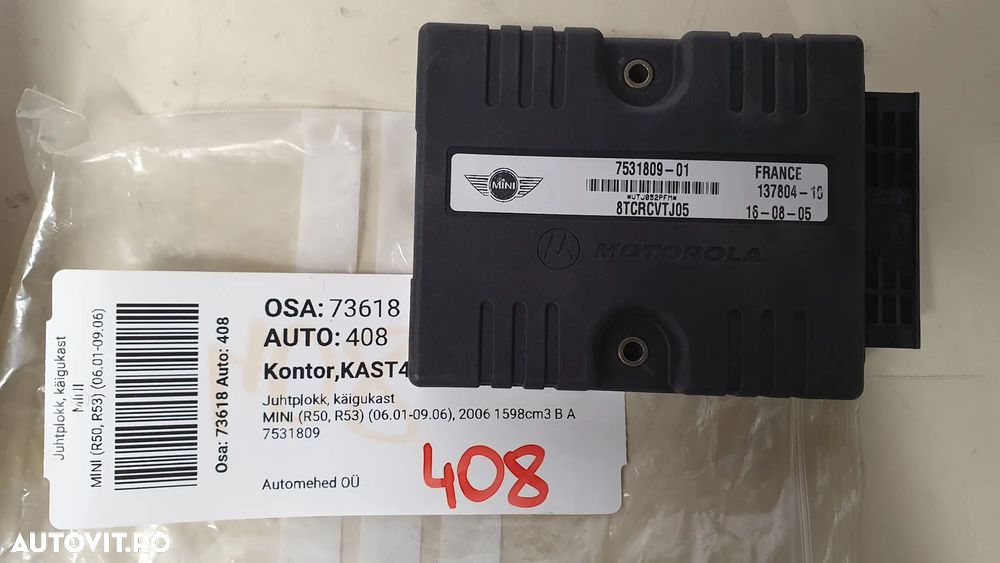 7531809-01
FRANCE
MINI
137804-10
8TCRCVTJ05
16-08-05
MOTOROLA
Juhtplokk, käigukast
MINI
MINI (R50, R53) (06.01-09.06)
Osa: 73618 Auto: 408
OSA: 73618
AUTO: 408
Kontor,KAST4
Juhtplokk, käigukast
MINI (R50, R53) (06.01-09.06), 2006 1598cm3 B A
7531809
Automehed OÜ
408
AUTOVIT.RO